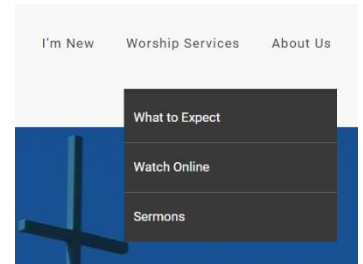 I'm New Worship Services About Us
What to Expect
Watch Online
Sermons